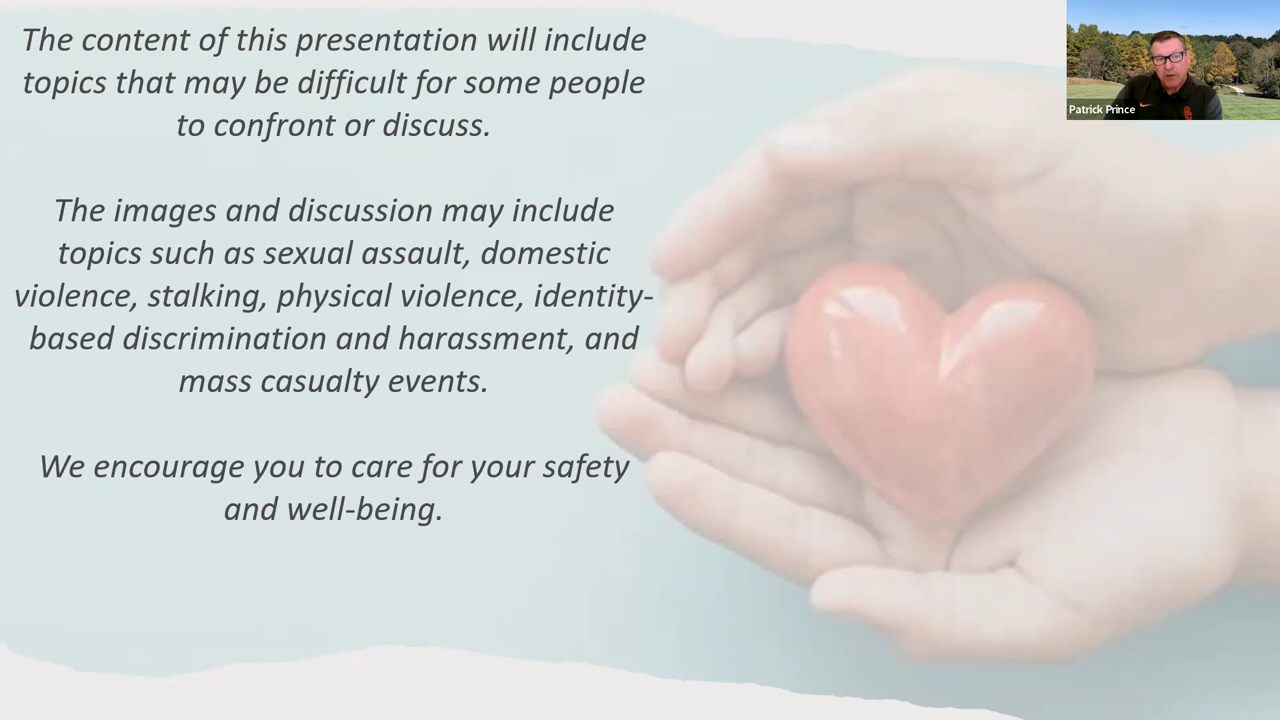 The content of this presentation will include
topics that may be difficult for some people
to confront or discuss.
The images and discussion may include
topics such as sexual assault, domestic
violence, stalking, physical violence, identity-
based discrimination and harassment, and
mass casualty events.
We encourage you to care for your safety
and well-being.
Patrick Prince